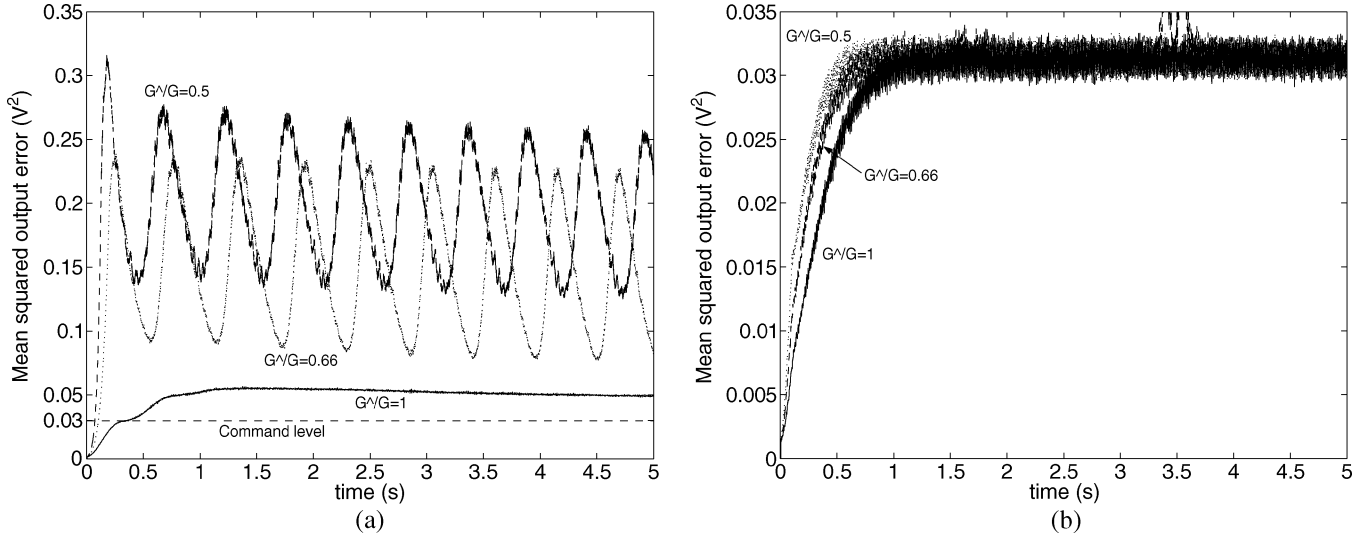 Mean squared output error (V²)
0.35
0.3
0.25
0.2
0.15
0.1
0.05
0.03
0
G^/G=0.5
G^/G=0.66
G^/G=1
Command level
0 0.5 1 1.5 2 2.5 3 3.5 4 4.5 5
time (s)
(a)
Mean squared output error (V²)
0.035
0.03
0.025
0.02
0.015
0.01
0.005
0
G^/G=0.5
G^/G=0.66
G^/G=1
0 0.5 1 1.5 2 2.5 3 3.5 4 4.5 5
time (s)
(b)